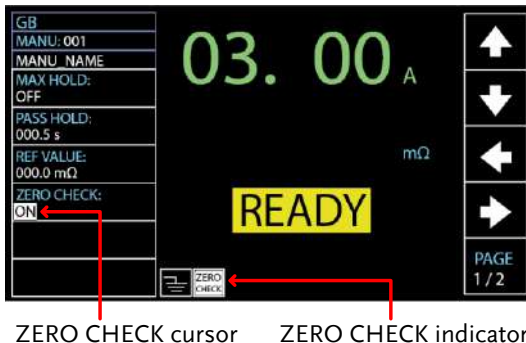 GB
MANU: 001
MANU_NAME
MAX HOLD:
OFF
PASS HOLD:
000.5 s
REF VALUE:
000.0 mΩ
ZERO CHECK:
ON
03. 00 A
mΩ
READY
ZERO
CHECK
PAGE
1 / 2
ZERO CHECK cursor
ZERO CHECK indicator